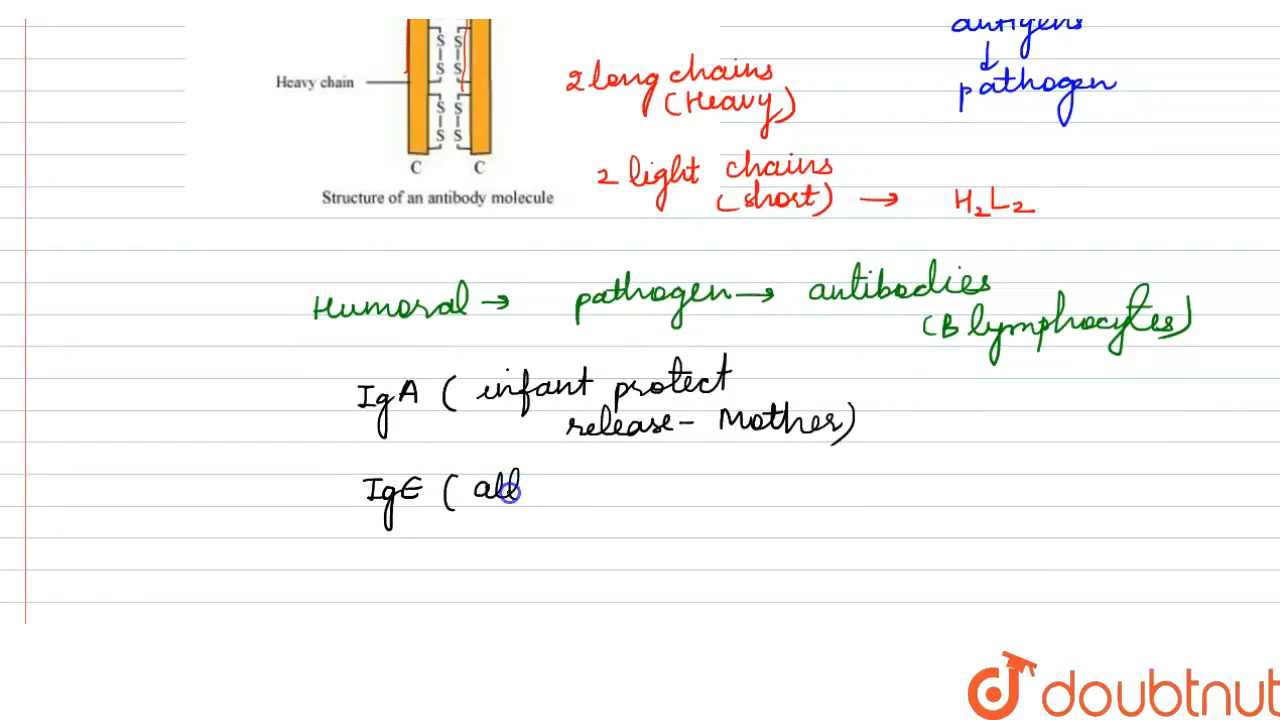 antigens
↓
pathogen
S S
| |
S S
Heavy chain
S S
| |
S S
C C
Structure of an antibody molecule
2 long chains
(Heavy)
2 light chains
(short) → H₂L₂
Humoral → pathogen → antibodies
(B lymphocytes)
IgA ( infant protect
release - Mother)
IgE ( all
doubtnut